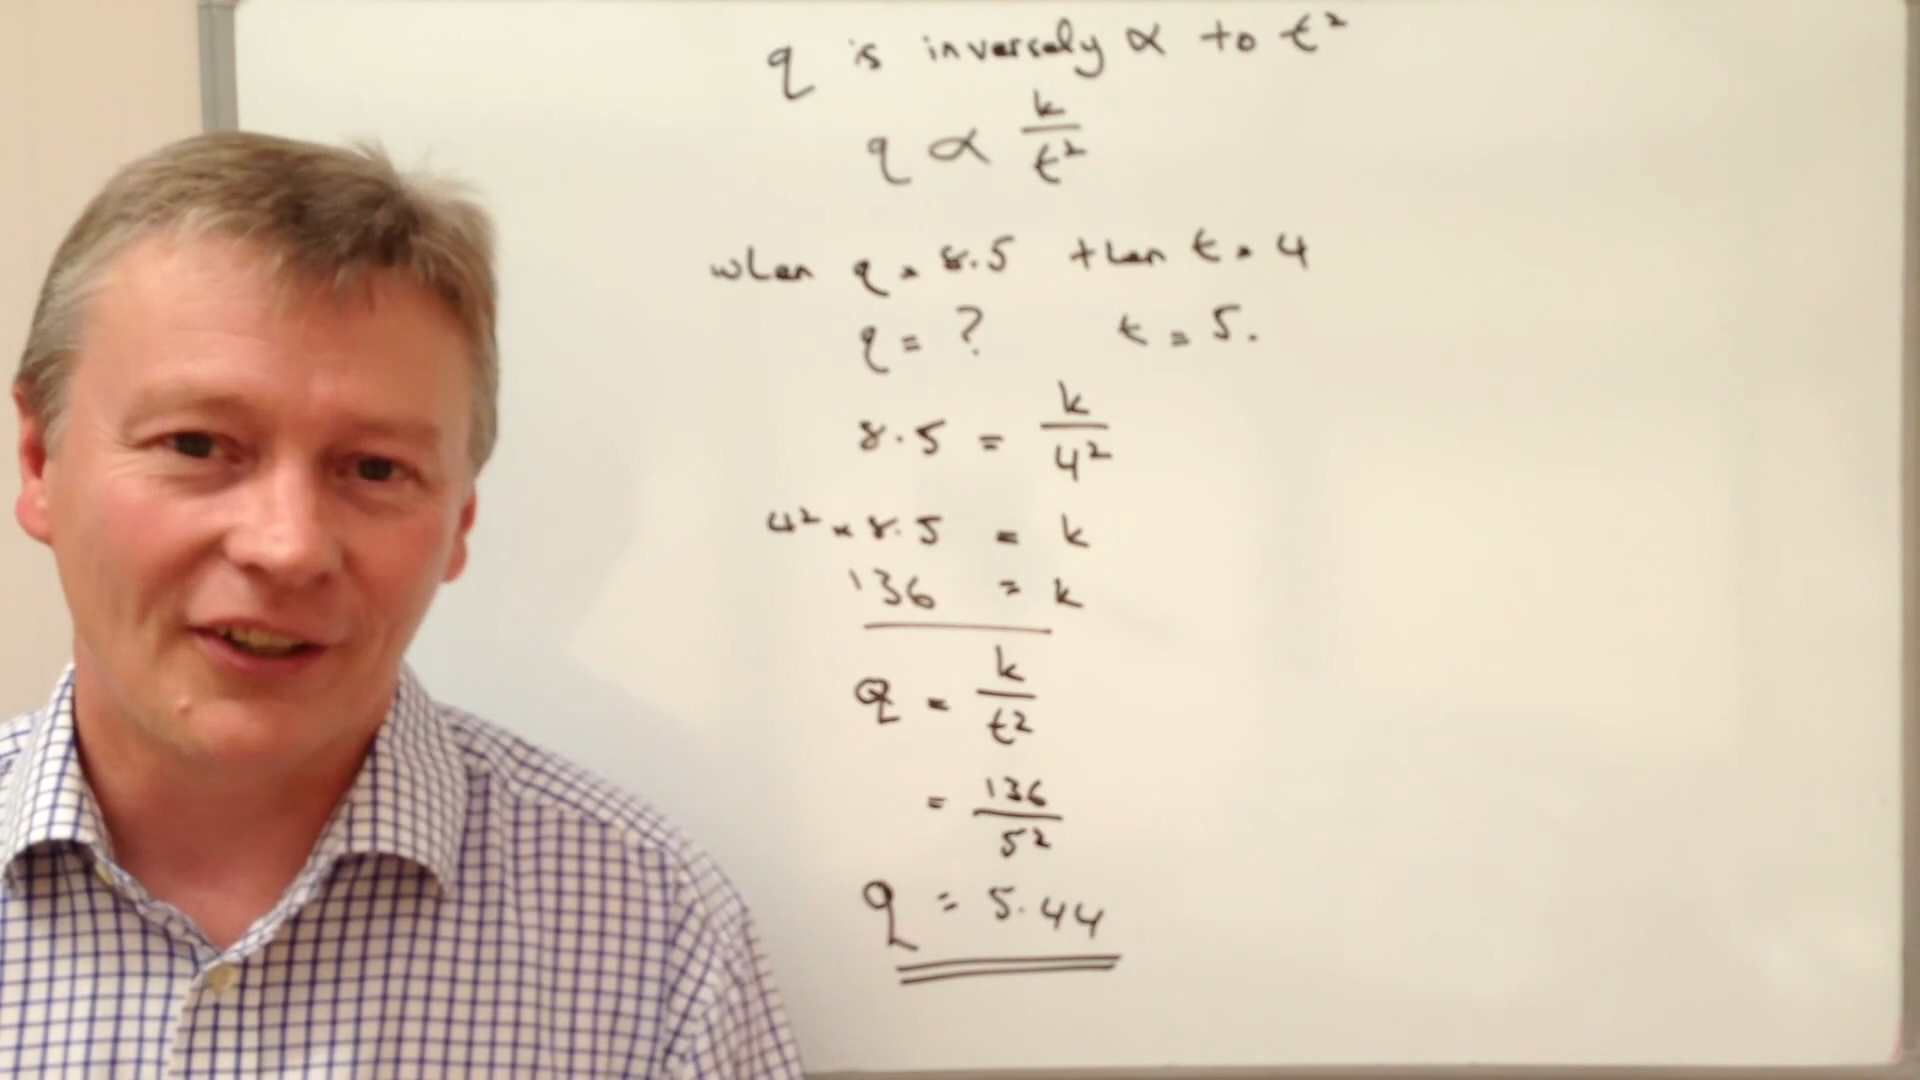 q is inversely ∝ to t²
q ∝ k/t²
when q = 8.5 then t = 4
q = ? t = 5.
8.5 = k/4²
4² × 8.5 = k
136 = k
q = k/t²
= 136/5²
q = 5.44